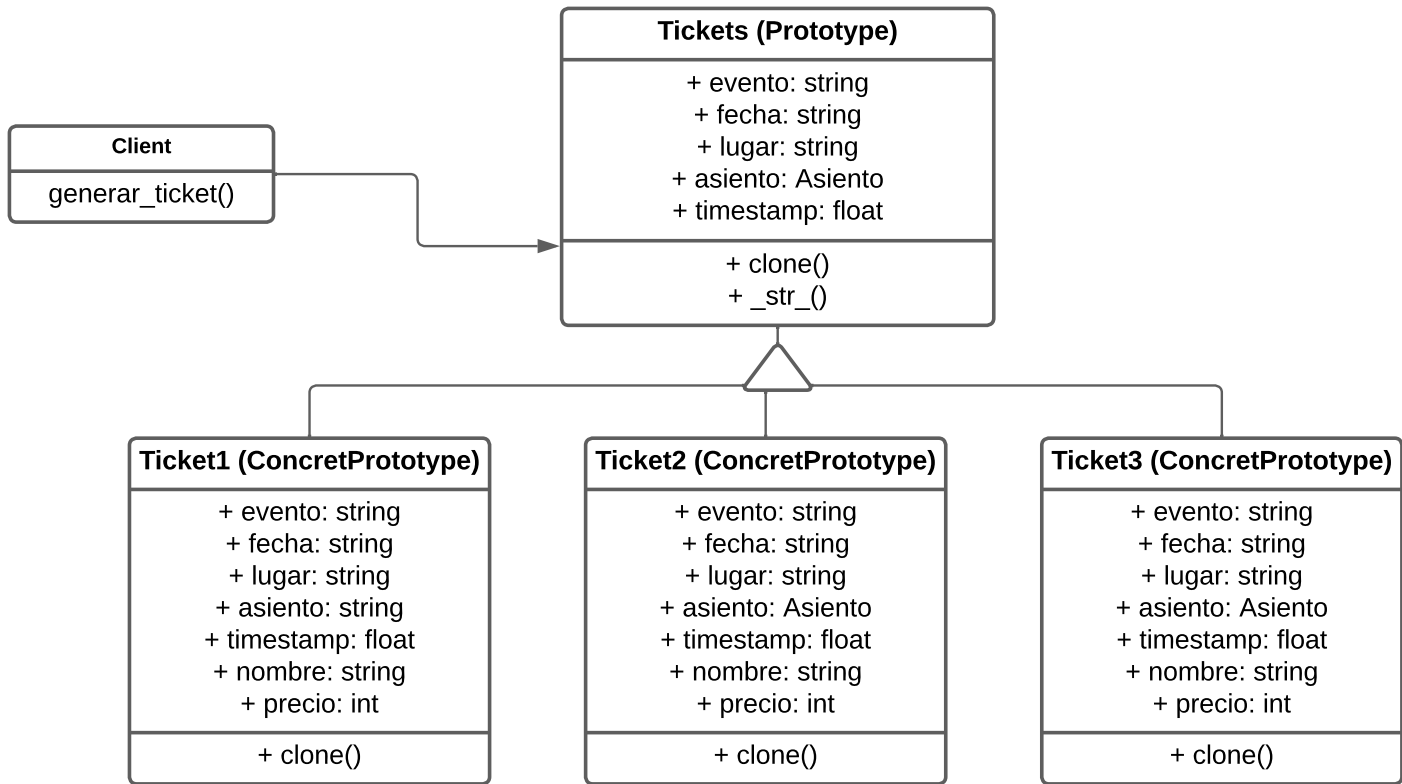 Tickets (Prototype)
+ evento: string
+ fecha: string
+ lugar: string
+ asiento: Asiento
+ timestamp: float
+ clone()
+ _str_()
Client
generar_ticket()
Ticket1 (ConcretPrototype)
+ evento: string
+ fecha: string
+ lugar: string
+ asiento: string
+ timestamp: float
+ nombre: string
+ precio: int
+ clone()
Ticket2 (ConcretPrototype)
+ evento: string
+ fecha: string
+ lugar: string
+ asiento: Asiento
+ timestamp: float
+ nombre: string
+ precio: int
+ clone()
Ticket3 (ConcretPrototype)
+ evento: string
+ fecha: string
+ lugar: string
+ asiento: Asiento
+ timestamp: float
+ nombre: string
+ precio: int
+ clone()